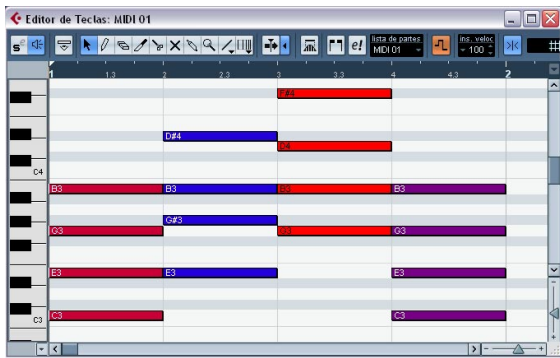 Editor de Teclas: MIDI 01
lista de partes ins. veloc
MIDI 01 100
1 1.3 2 2.3 3 3.3 4 4.3 2
F#4
D#4
D4
C4
B3 B3 B3 B3
G#3
G3 G3 G3
E3 E3 E3
C3 C3 C3